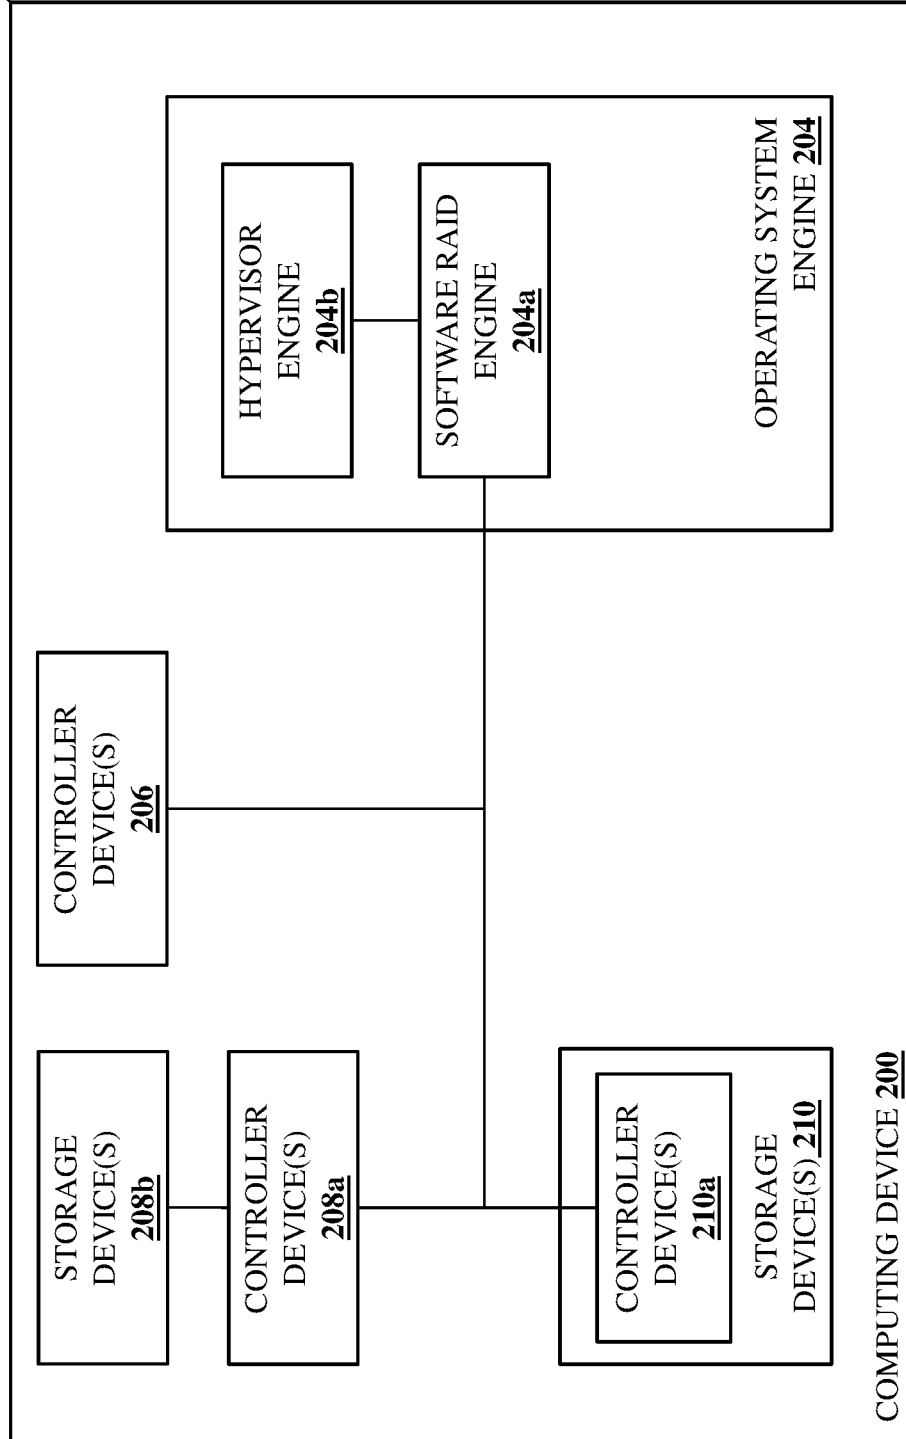 STORAGE
DEVICE(S)
208b
CONTROLLER
DEVICE(S)
208a
CONTROLLER
DEVICE(S)
210a
STORAGE
DEVICE(S) 210
CONTROLLER
DEVICE(S)
206
HYPERVISOR
ENGINE
204b
SOFTWARE RAID
ENGINE
204a
OPERATING SYSTEM
ENGINE 204
COMPUTING DEVICE 200